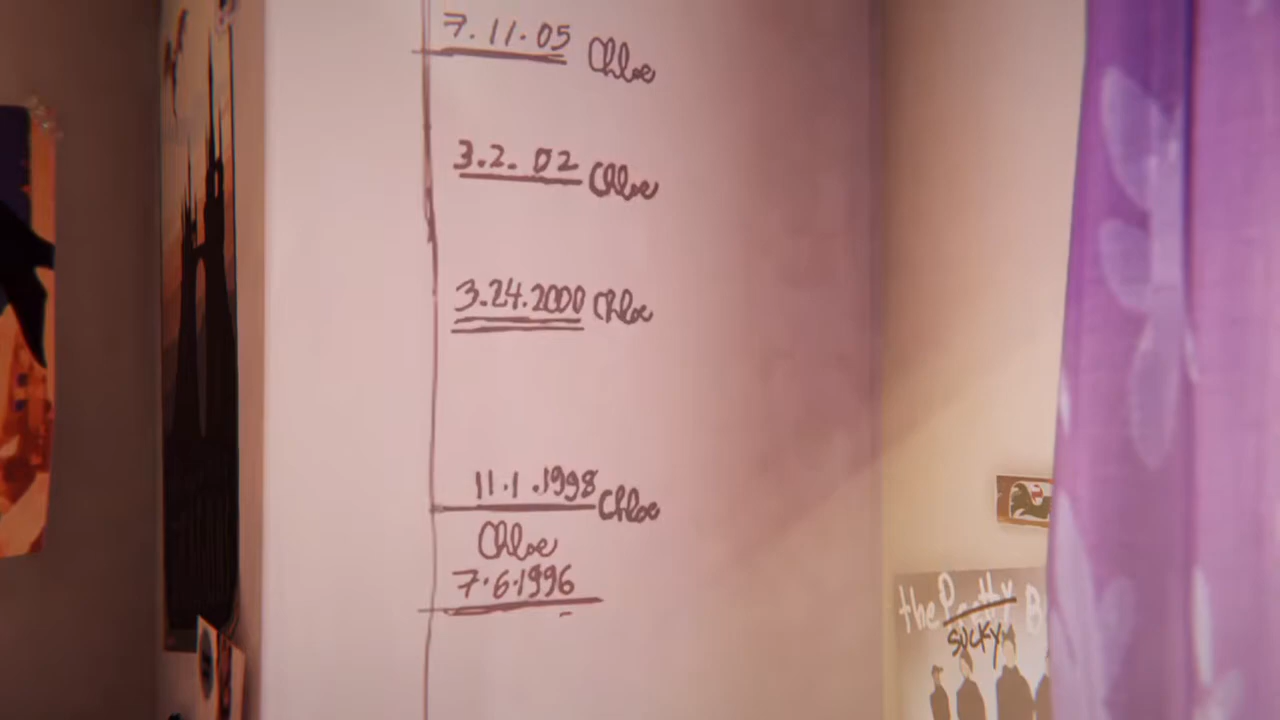 7.11.05 Chloe
3.2.02 Chloe
3.24.2000 Chloe
11.1.1998 Chloe
Chloe
7.6.1996
the Pretty B
SUCKY